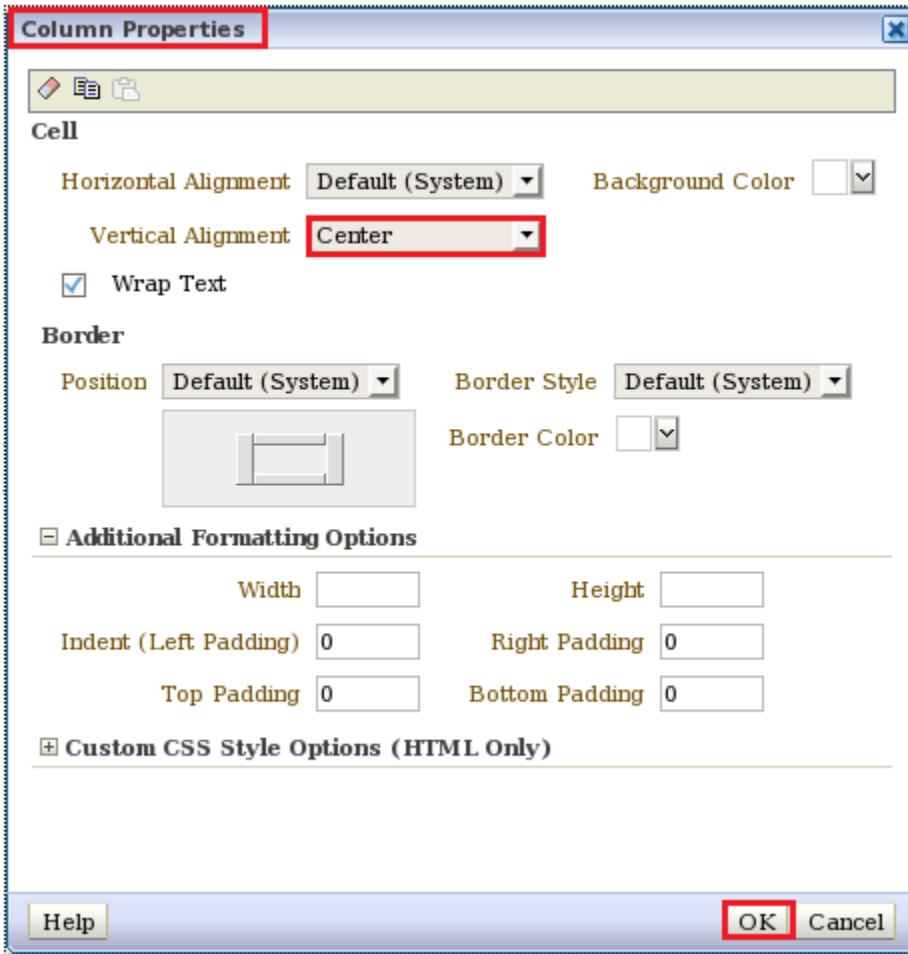 Column Properties
Cell
Horizontal Alignment Default (System) Background Color
Vertical Alignment Center
Wrap Text
Border
Position Default (System) Border Style Default (System)
Border Color
Additional Formatting Options
Width Height
Indent (Left Padding) 0 Right Padding 0
Top Padding 0 Bottom Padding 0
Custom CSS Style Options (HTML Only)
Help OK Cancel